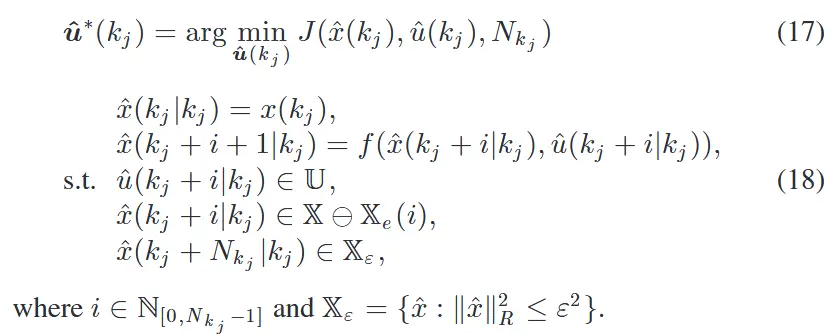 û*(k_j) = arg min_{û(k_j)} J(x̂(k_j), û(k_j), N_{k_j}) (17)
x̂(k_j|k_j) = x(k_j),
x̂(k_j + i + 1|k_j) = f(x̂(k_j + i|k_j), û(k_j + i|k_j)),
s.t. û(k_j + i|k_j) ∈ 𝕌, (18)
x̂(k_j + i|k_j) ∈ 𝕏 ⊖ 𝕏_e(i),
x̂(k_j + N_{k_j}|k_j) ∈ 𝕏_ε,
where i ∈ ℕ_{[0,N_{k_j}−1]} and 𝕏_ε = {x̂ : ‖x̂‖²_R ≤ ε²}.